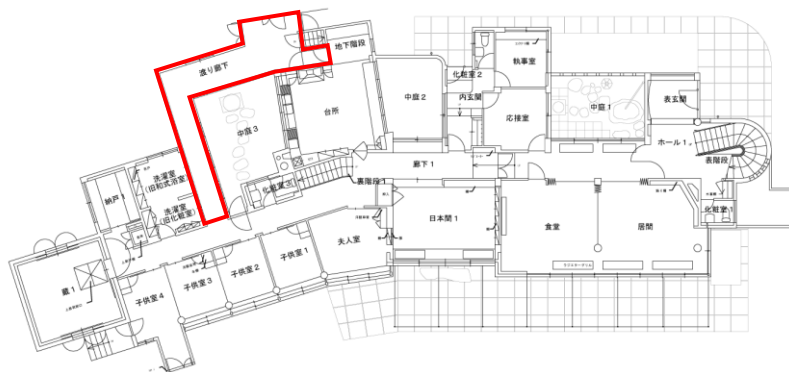 渡り廊下
地下階段
台所
中庭3
化粧室2
執事室
中庭2
内玄関
応接室
中庭1
表玄関
ホール1
表階段
化粧室1
廊下1
裏階段1
化粧室3
洗濯室
(旧和式浴室)
洗濯室
(旧化粧室)
納戸1
蔵1
日本間1
食堂
居間
夫人室
子供室1
子供室2
子供室3
子供室4